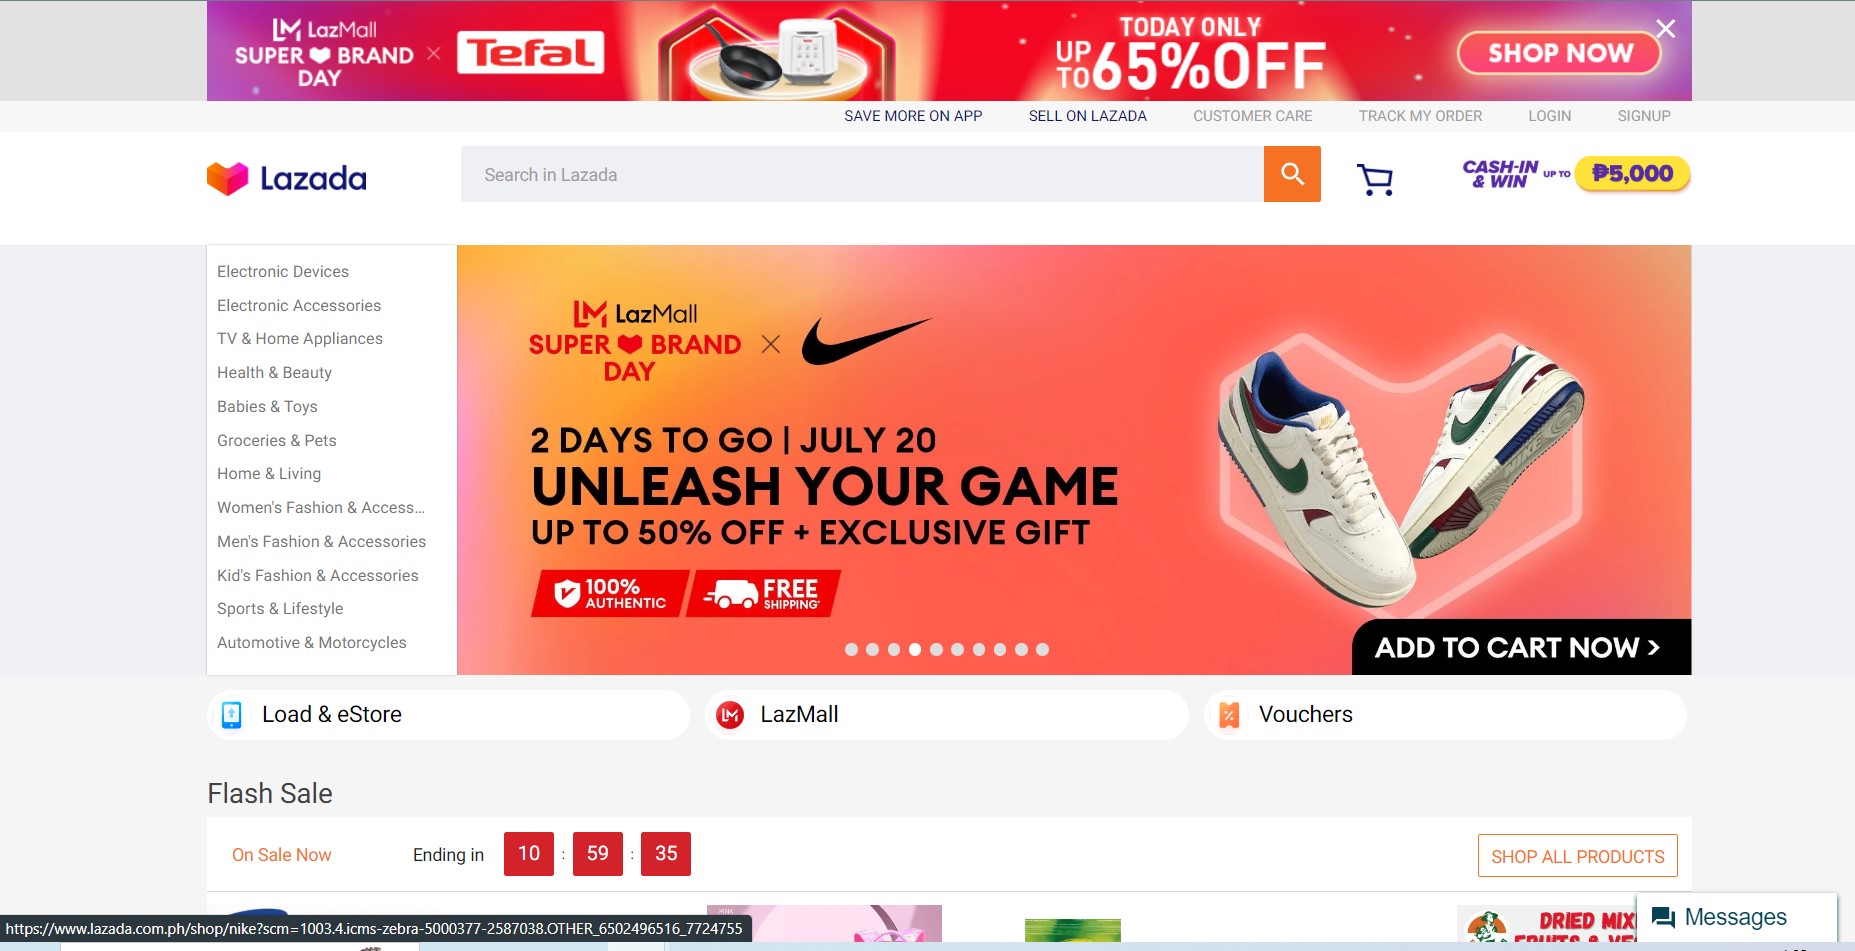 LazMall
SUPER BRAND
DAY
Tefal
TODAY ONLY
UP TO 65% OFF
SHOP NOW
SAVE MORE ON APP
SELL ON LAZADA
CUSTOMER CARE
TRACK MY ORDER
LOGIN
SIGNUP
Lazada
Search in Lazada
CASH-IN & WIN UP TO ₱5,000
Electronic Devices
Electronic Accessories
TV & Home Appliances
Health & Beauty
Babies & Toys
Groceries & Pets
Home & Living
Women's Fashion & Access...
Men's Fashion & Accessories
Kid's Fashion & Accessories
Sports & Lifestyle
Automotive & Motorcycles
LM LazMall
SUPER BRAND
DAY
2 DAYS TO GO | JULY 20
UNLEASH YOUR GAME
UP TO 50% OFF + EXCLUSIVE GIFT
100% AUTHENTIC
FREE SHIPPING
ADD TO CART NOW >
Load & eStore
LazMall
Vouchers
Flash Sale
On Sale Now
Ending in 10 : 59 : 35
SHOP ALL PRODUCTS
PINK
DRIED MIX
Messages
https://www.lazada.com.ph/shop/nike?scm=1003.4.icms-zebra-5000377-2587038.OTHER_6502496516_7724755